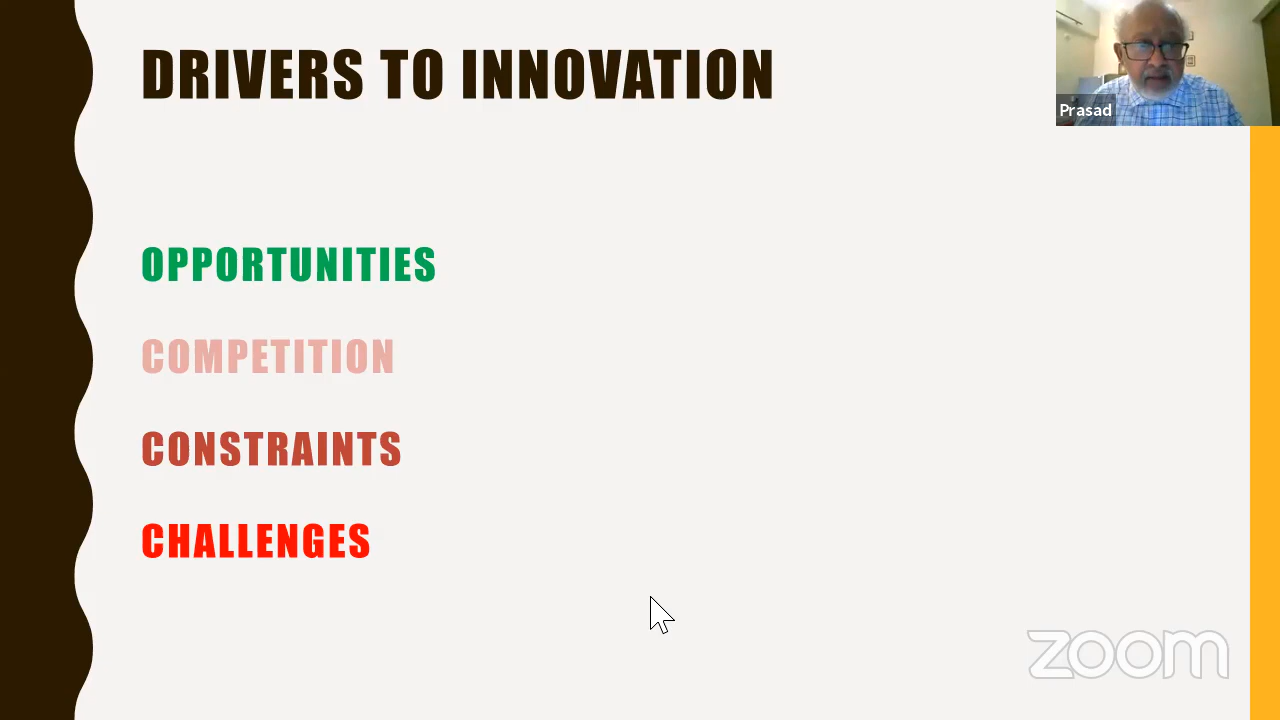 DRIVERS TO INNOVATION
Prasad
OPPORTUNITIES
COMPETITION
CONSTRAINTS
CHALLENGES
zoom